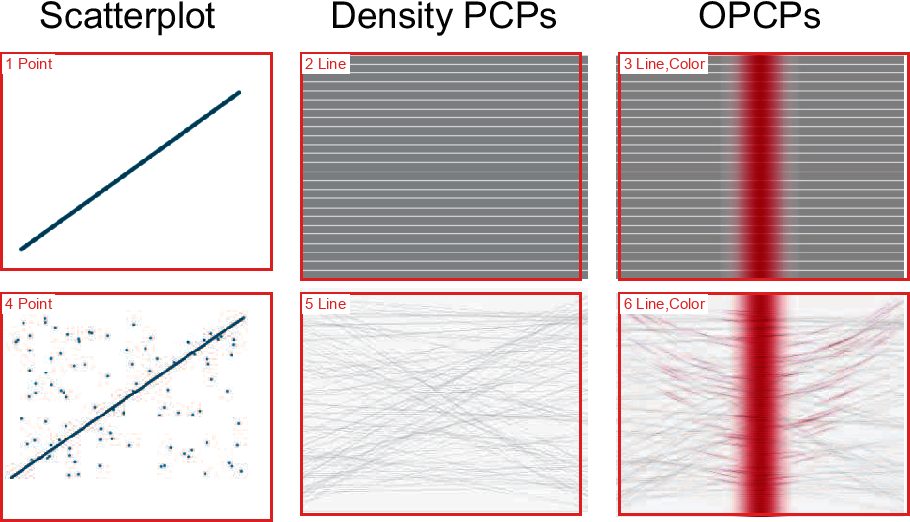 Scatterplot
Density PCPs
OPCPs
1 Point
2 Line
3 Line,Color
4 Point
5 Line
6 Line,Color